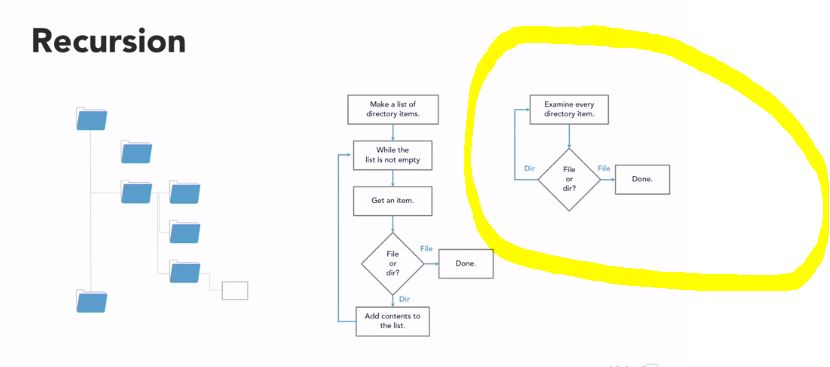 Recursion
Make a list of
directory items.
While the
list is not empty
Get an item.
File
or
dir?
File
Done.
Dir
Add contents to
the list.
Examine every
directory item.
Dir
File
or
dir?
File
Done.